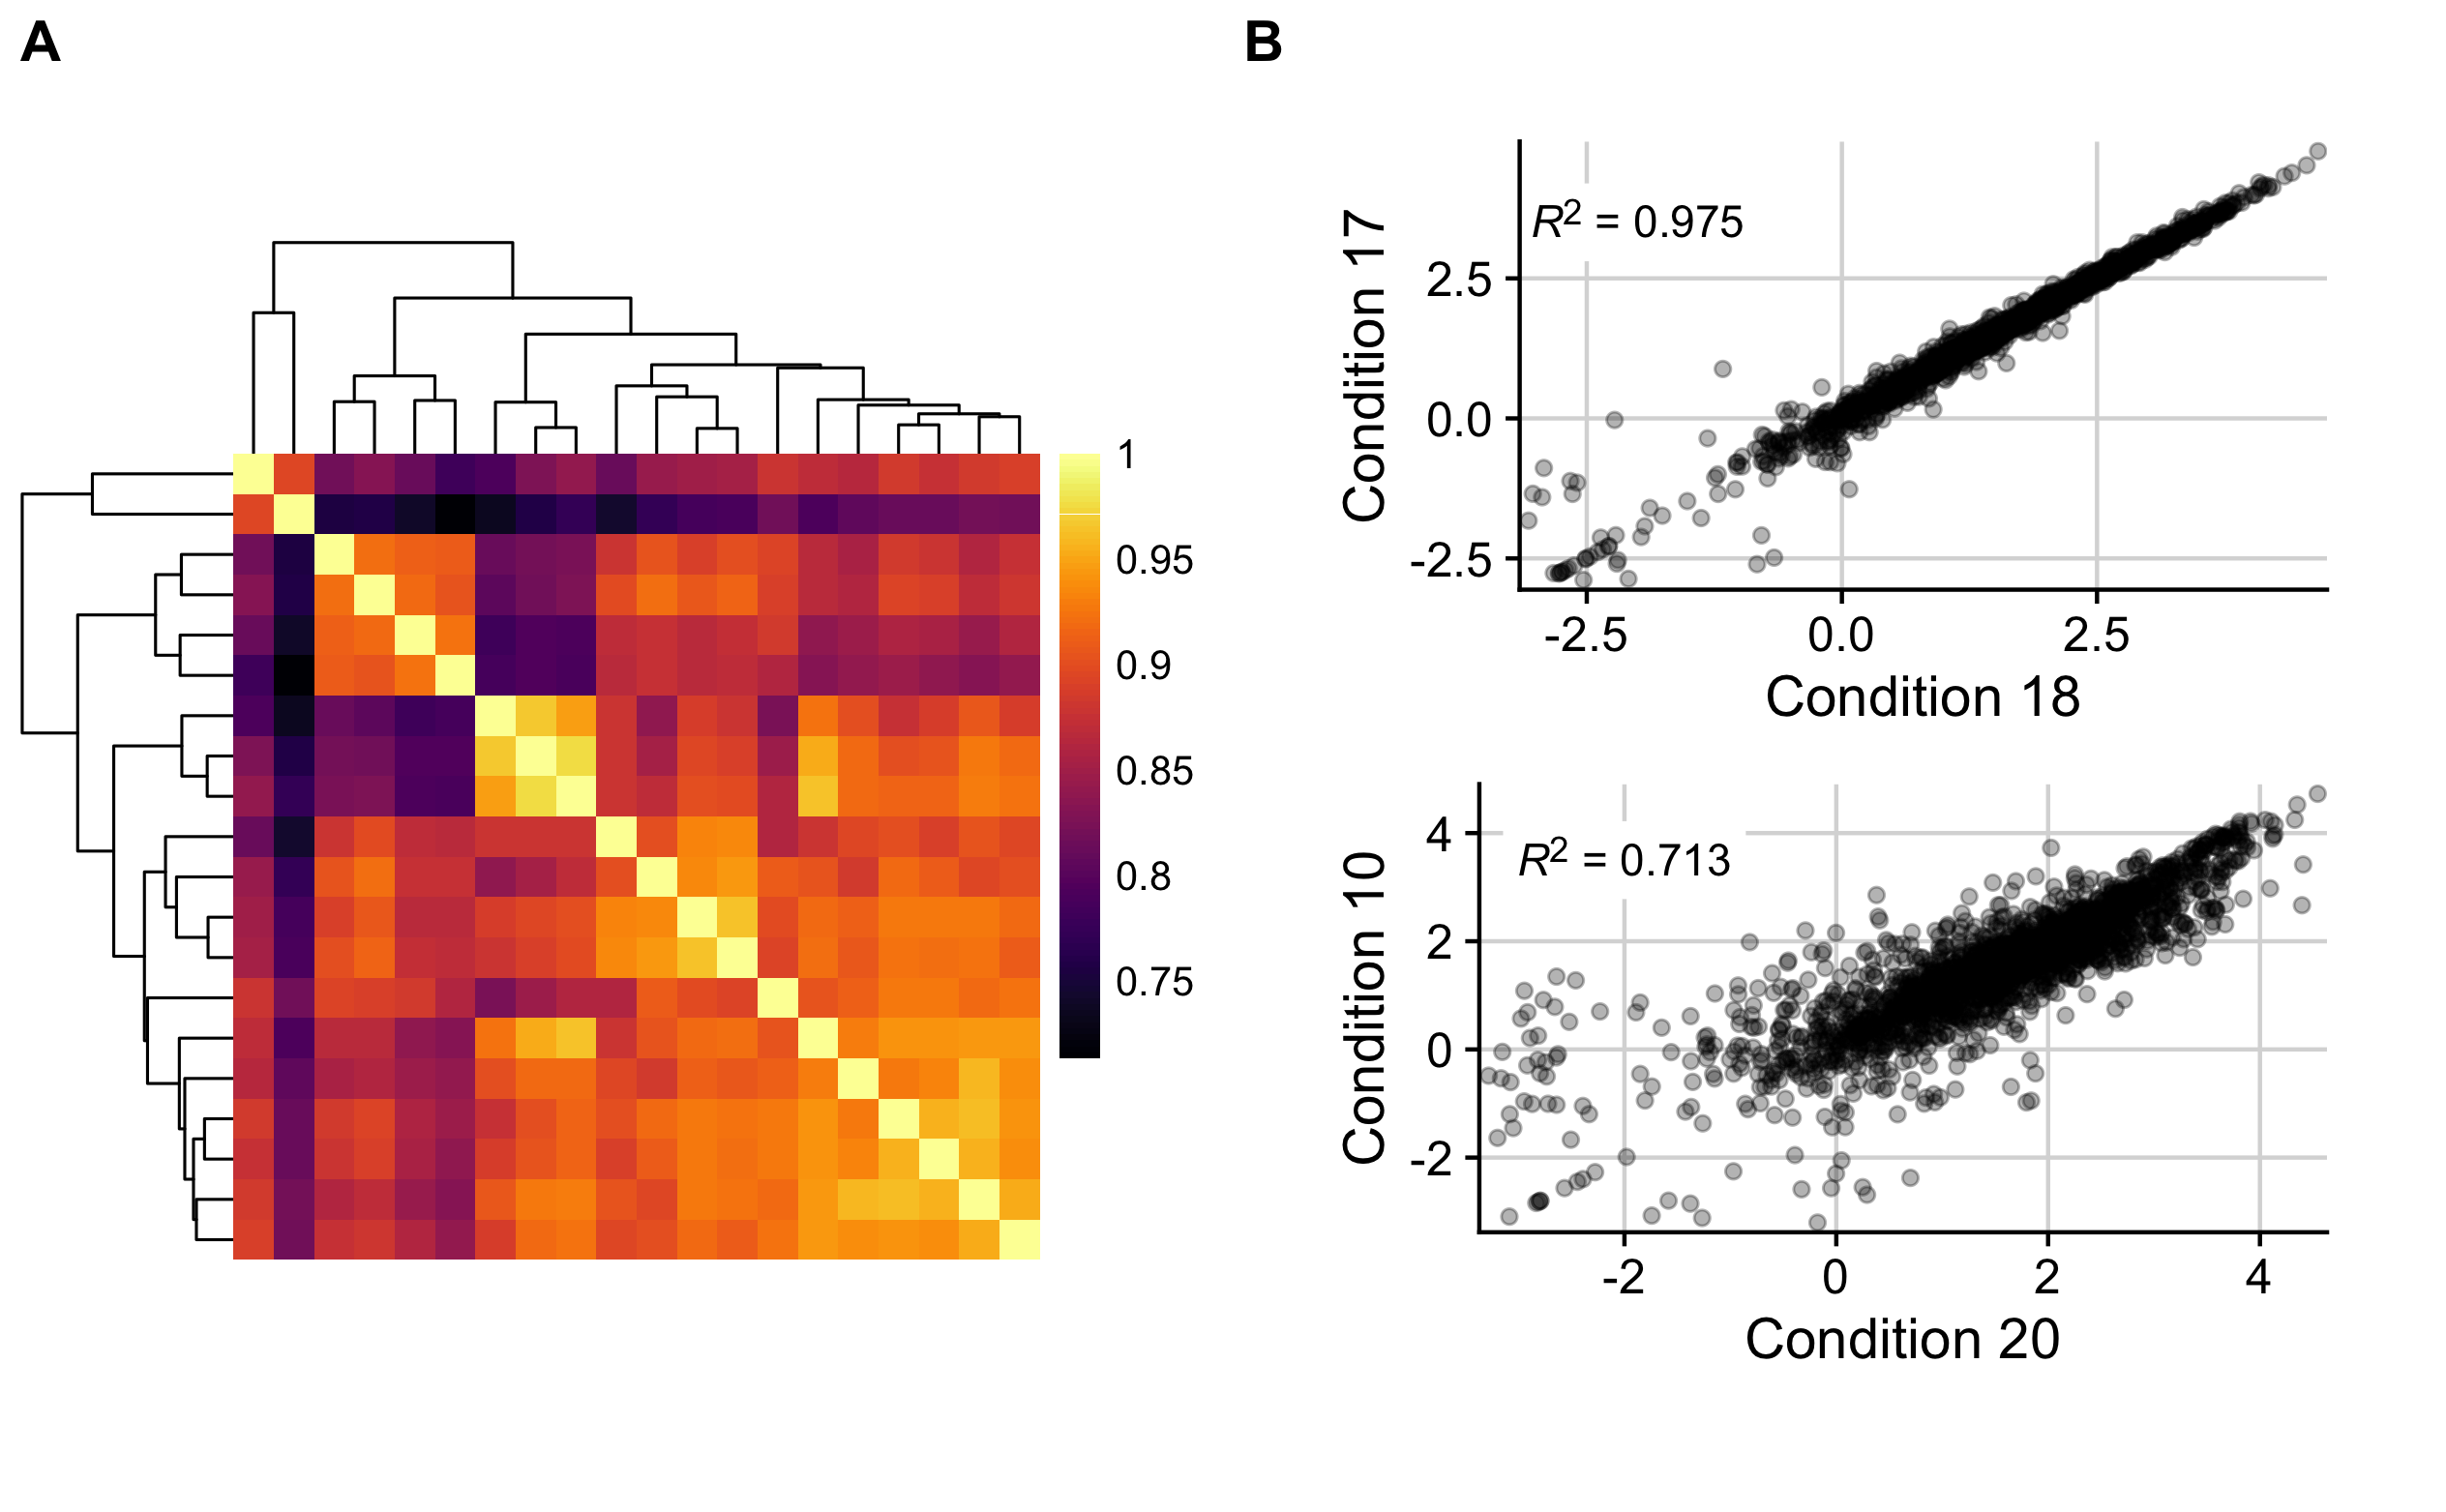 A
1
0.95
0.9
0.85
0.8
0.75
B
Condition 17
R² = 0.975
2.5
0.0
-2.5
-2.5 0.0 2.5
Condition 18
Condition 10
R² = 0.713
4
2
0
-2
-2 0 2 4
Condition 20